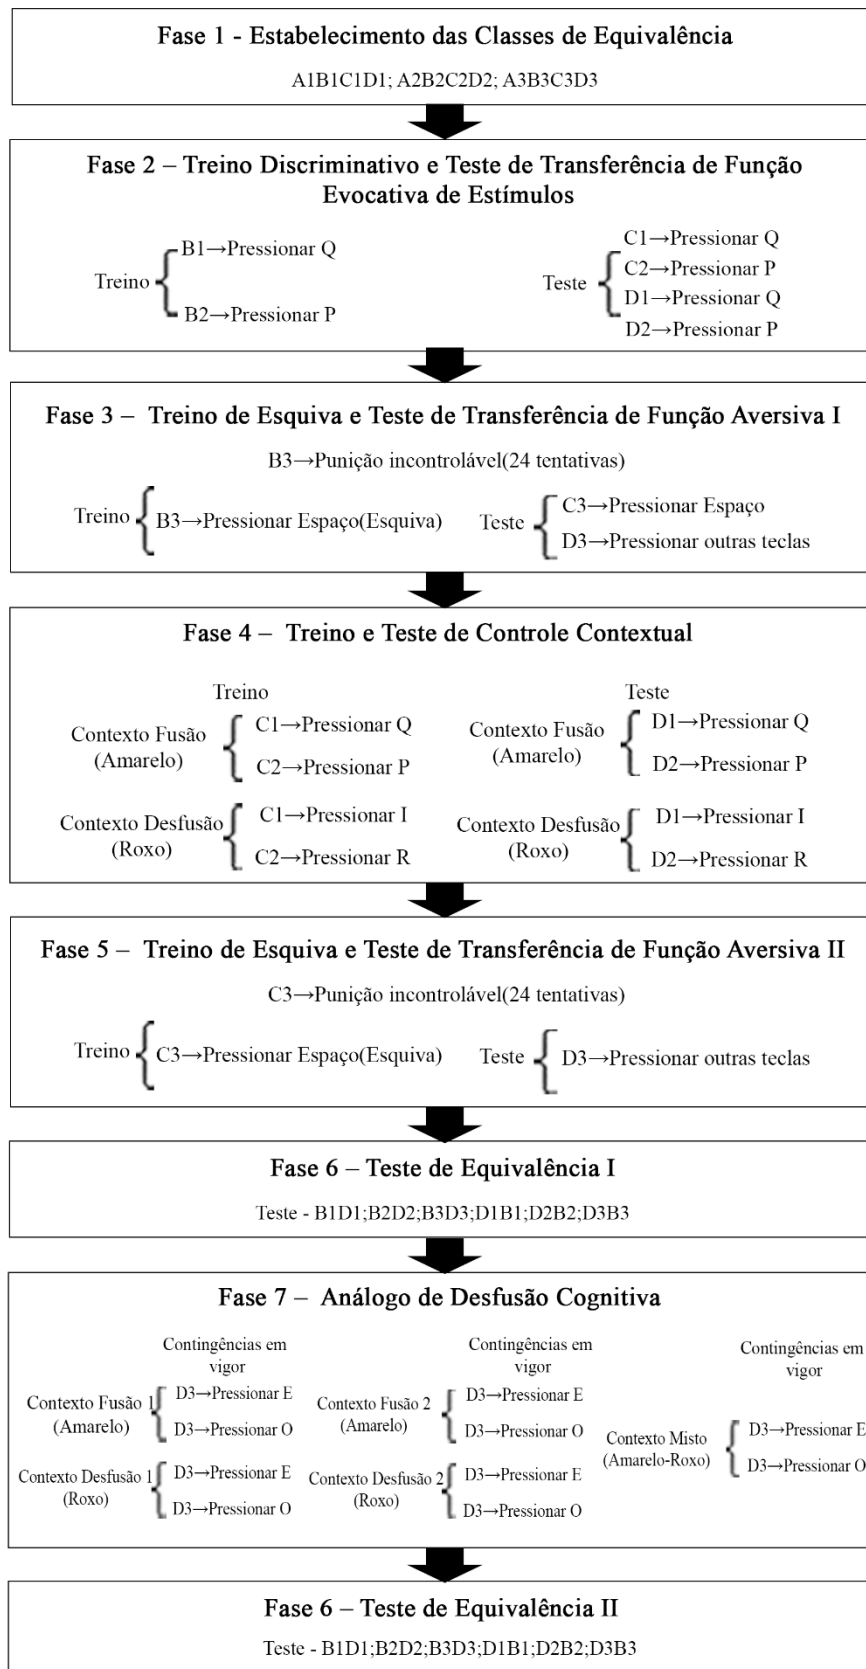 Fase 1 - Estabelecimento das Classes de Equivalência
A1B1C1D1; A2B2C2D2; A3B3C3D3
Fase 2 – Treino Discriminativo e Teste de Transferência de Função
Evocativa de Estímulos
Treino
B1→Pressionar Q
B2→Pressionar P
Teste
C1→Pressionar Q
C2→Pressionar P
D1→Pressionar Q
D2→Pressionar P
Fase 3 – Treino de Esquiva e Teste de Transferência de Função Aversiva I
B3→Punição incontrolável(24 tentativas)
Treino
B3→Pressionar Espaço(Esquiva)
Teste
C3→Pressionar Espaço
D3→Pressionar outras teclas
Fase 4 – Treino e Teste de Controle Contextual
Treino
Contexto Fusão
(Amarelo)
C1→Pressionar Q
C2→Pressionar P
Contexto Desfusão
(Roxo)
C1→Pressionar I
C2→Pressionar R
Teste
Contexto Fusão
(Amarelo)
D1→Pressionar Q
D2→Pressionar P
Contexto Desfusão
(Roxo)
D1→Pressionar I
D2→Pressionar R
Fase 5 – Treino de Esquiva e Teste de Transferência de Função Aversiva II
C3→Punição incontrolável(24 tentativas)
Treino
C3→Pressionar Espaço(Esquiva)
Teste
D3→Pressionar outras teclas
Fase 6 – Teste de Equivalência I
Teste - B1D1;B2D2;B3D3;D1B1;D2B2;D3B3
Fase 7 – Análogo de Desfusão Cognitiva
Contingências em
vigor
Contexto Fusão 1
(Amarelo)
D3→Pressionar E
D3→Pressionar O
Contexto Desfusão 1
(Roxo)
D3→Pressionar E
D3→Pressionar O
Contingências em
vigor
Contexto Fusão 2
(Amarelo)
D3→Pressionar E
D3→Pressionar O
Contexto Desfusão 2
(Roxo)
D3→Pressionar E
D3→Pressionar O
Contingências em
vigor
Contexto Misto
(Amarelo-Roxo)
D3→Pressionar E
D3→Pressionar O
Fase 6 – Teste de Equivalência II
Teste - B1D1;B2D2;B3D3;D1B1;D2B2;D3B3